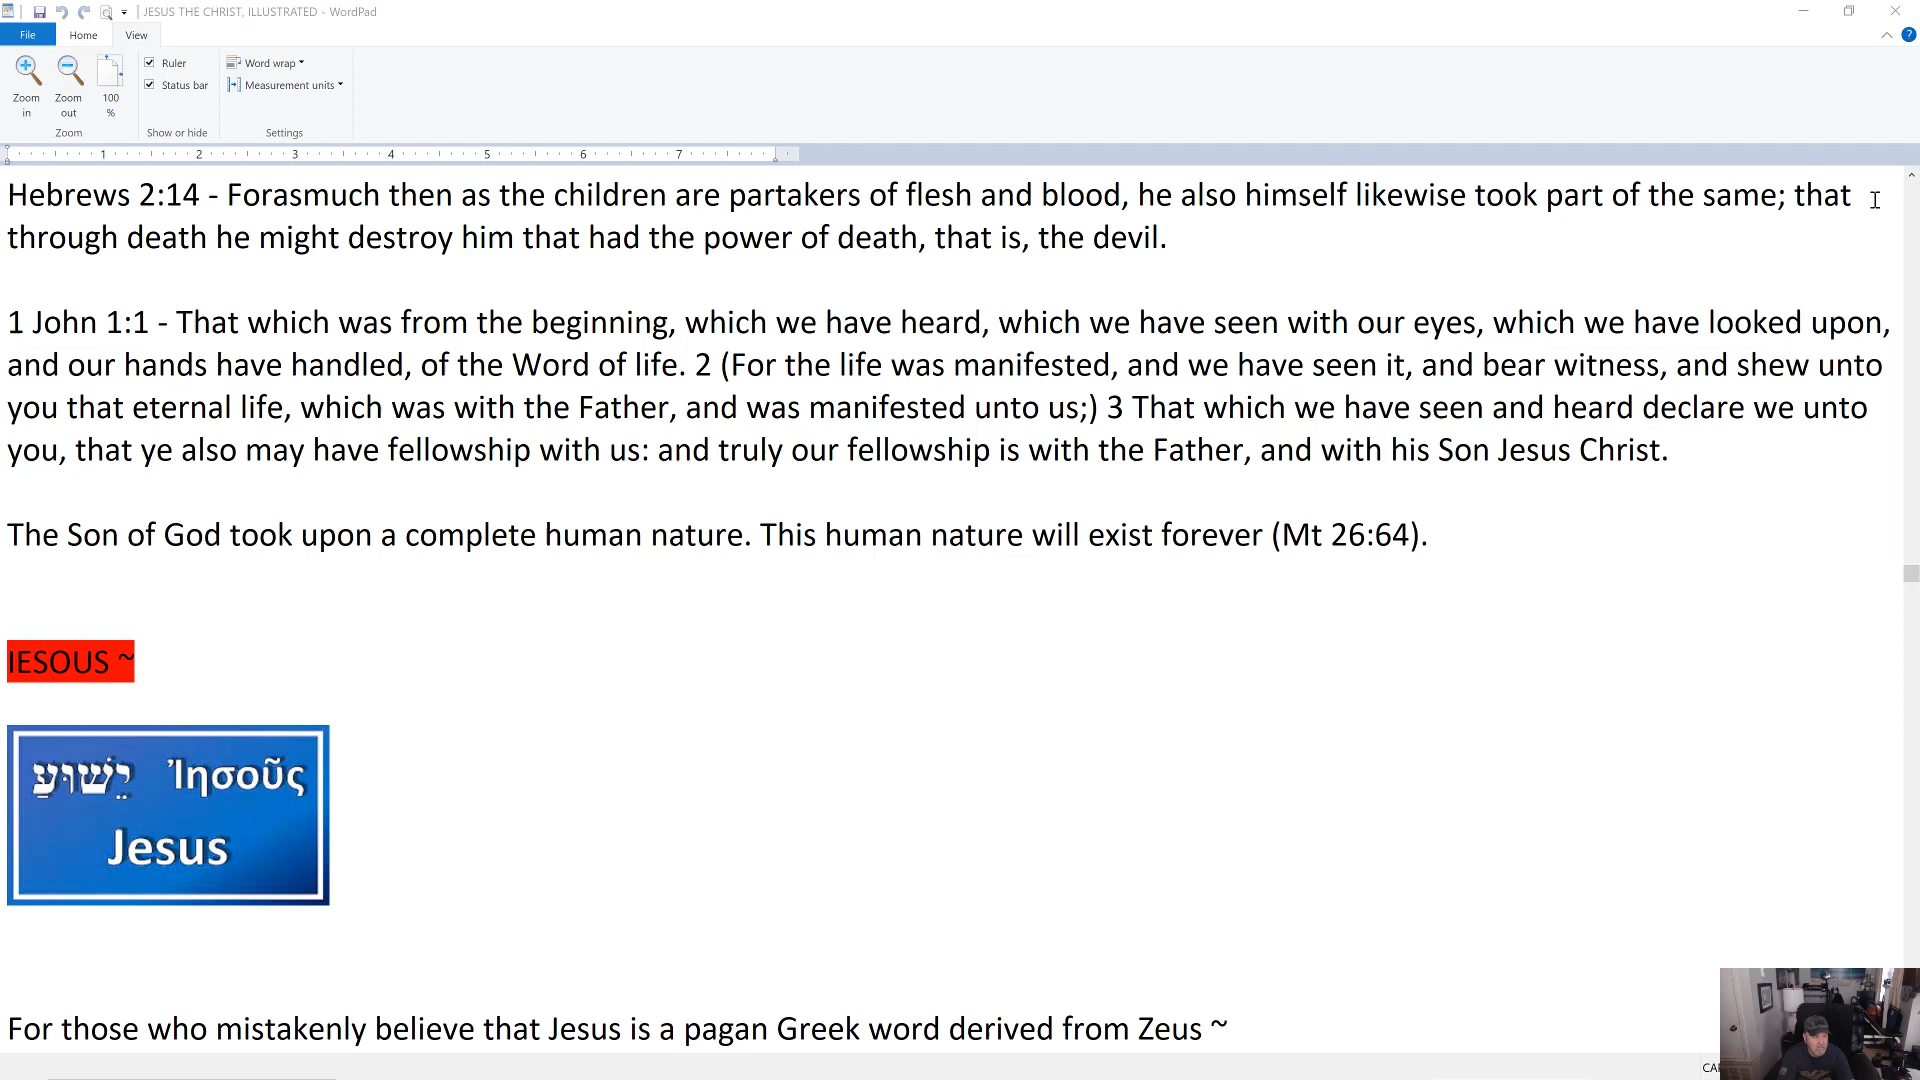 JESUS THE CHRIST, ILLUSTRATED - WordPad
File Home View
Zoom in
Zoom out
100 %
Ruler
Status bar
Word wrap
Measurement units
Zoom
Show or hide
Settings
1 2 3 4 5 6 7
Hebrews 2:14 - Forasmuch then as the children are partakers of flesh and blood, he also himself likewise took part of the same; that
through death he might destroy him that had the power of death, that is, the devil.
1 John 1:1 - That which was from the beginning, which we have heard, which we have seen with our eyes, which we have looked upon,
and our hands have handled, of the Word of life. 2 (For the life was manifested, and we have seen it, and bear witness, and shew unto
you that eternal life, which was with the Father, and was manifested unto us;) 3 That which we have seen and heard declare we unto
you, that ye also may have fellowship with us: and truly our fellowship is with the Father, and with his Son Jesus Christ.
The Son of God took upon a complete human nature. This human nature will exist forever (Mt 26:64).
IESOUS ~
יֵשׁוּעַ Ἰησοῦς
Jesus
For those who mistakenly believe that Jesus is a pagan Greek word derived from Zeus ~